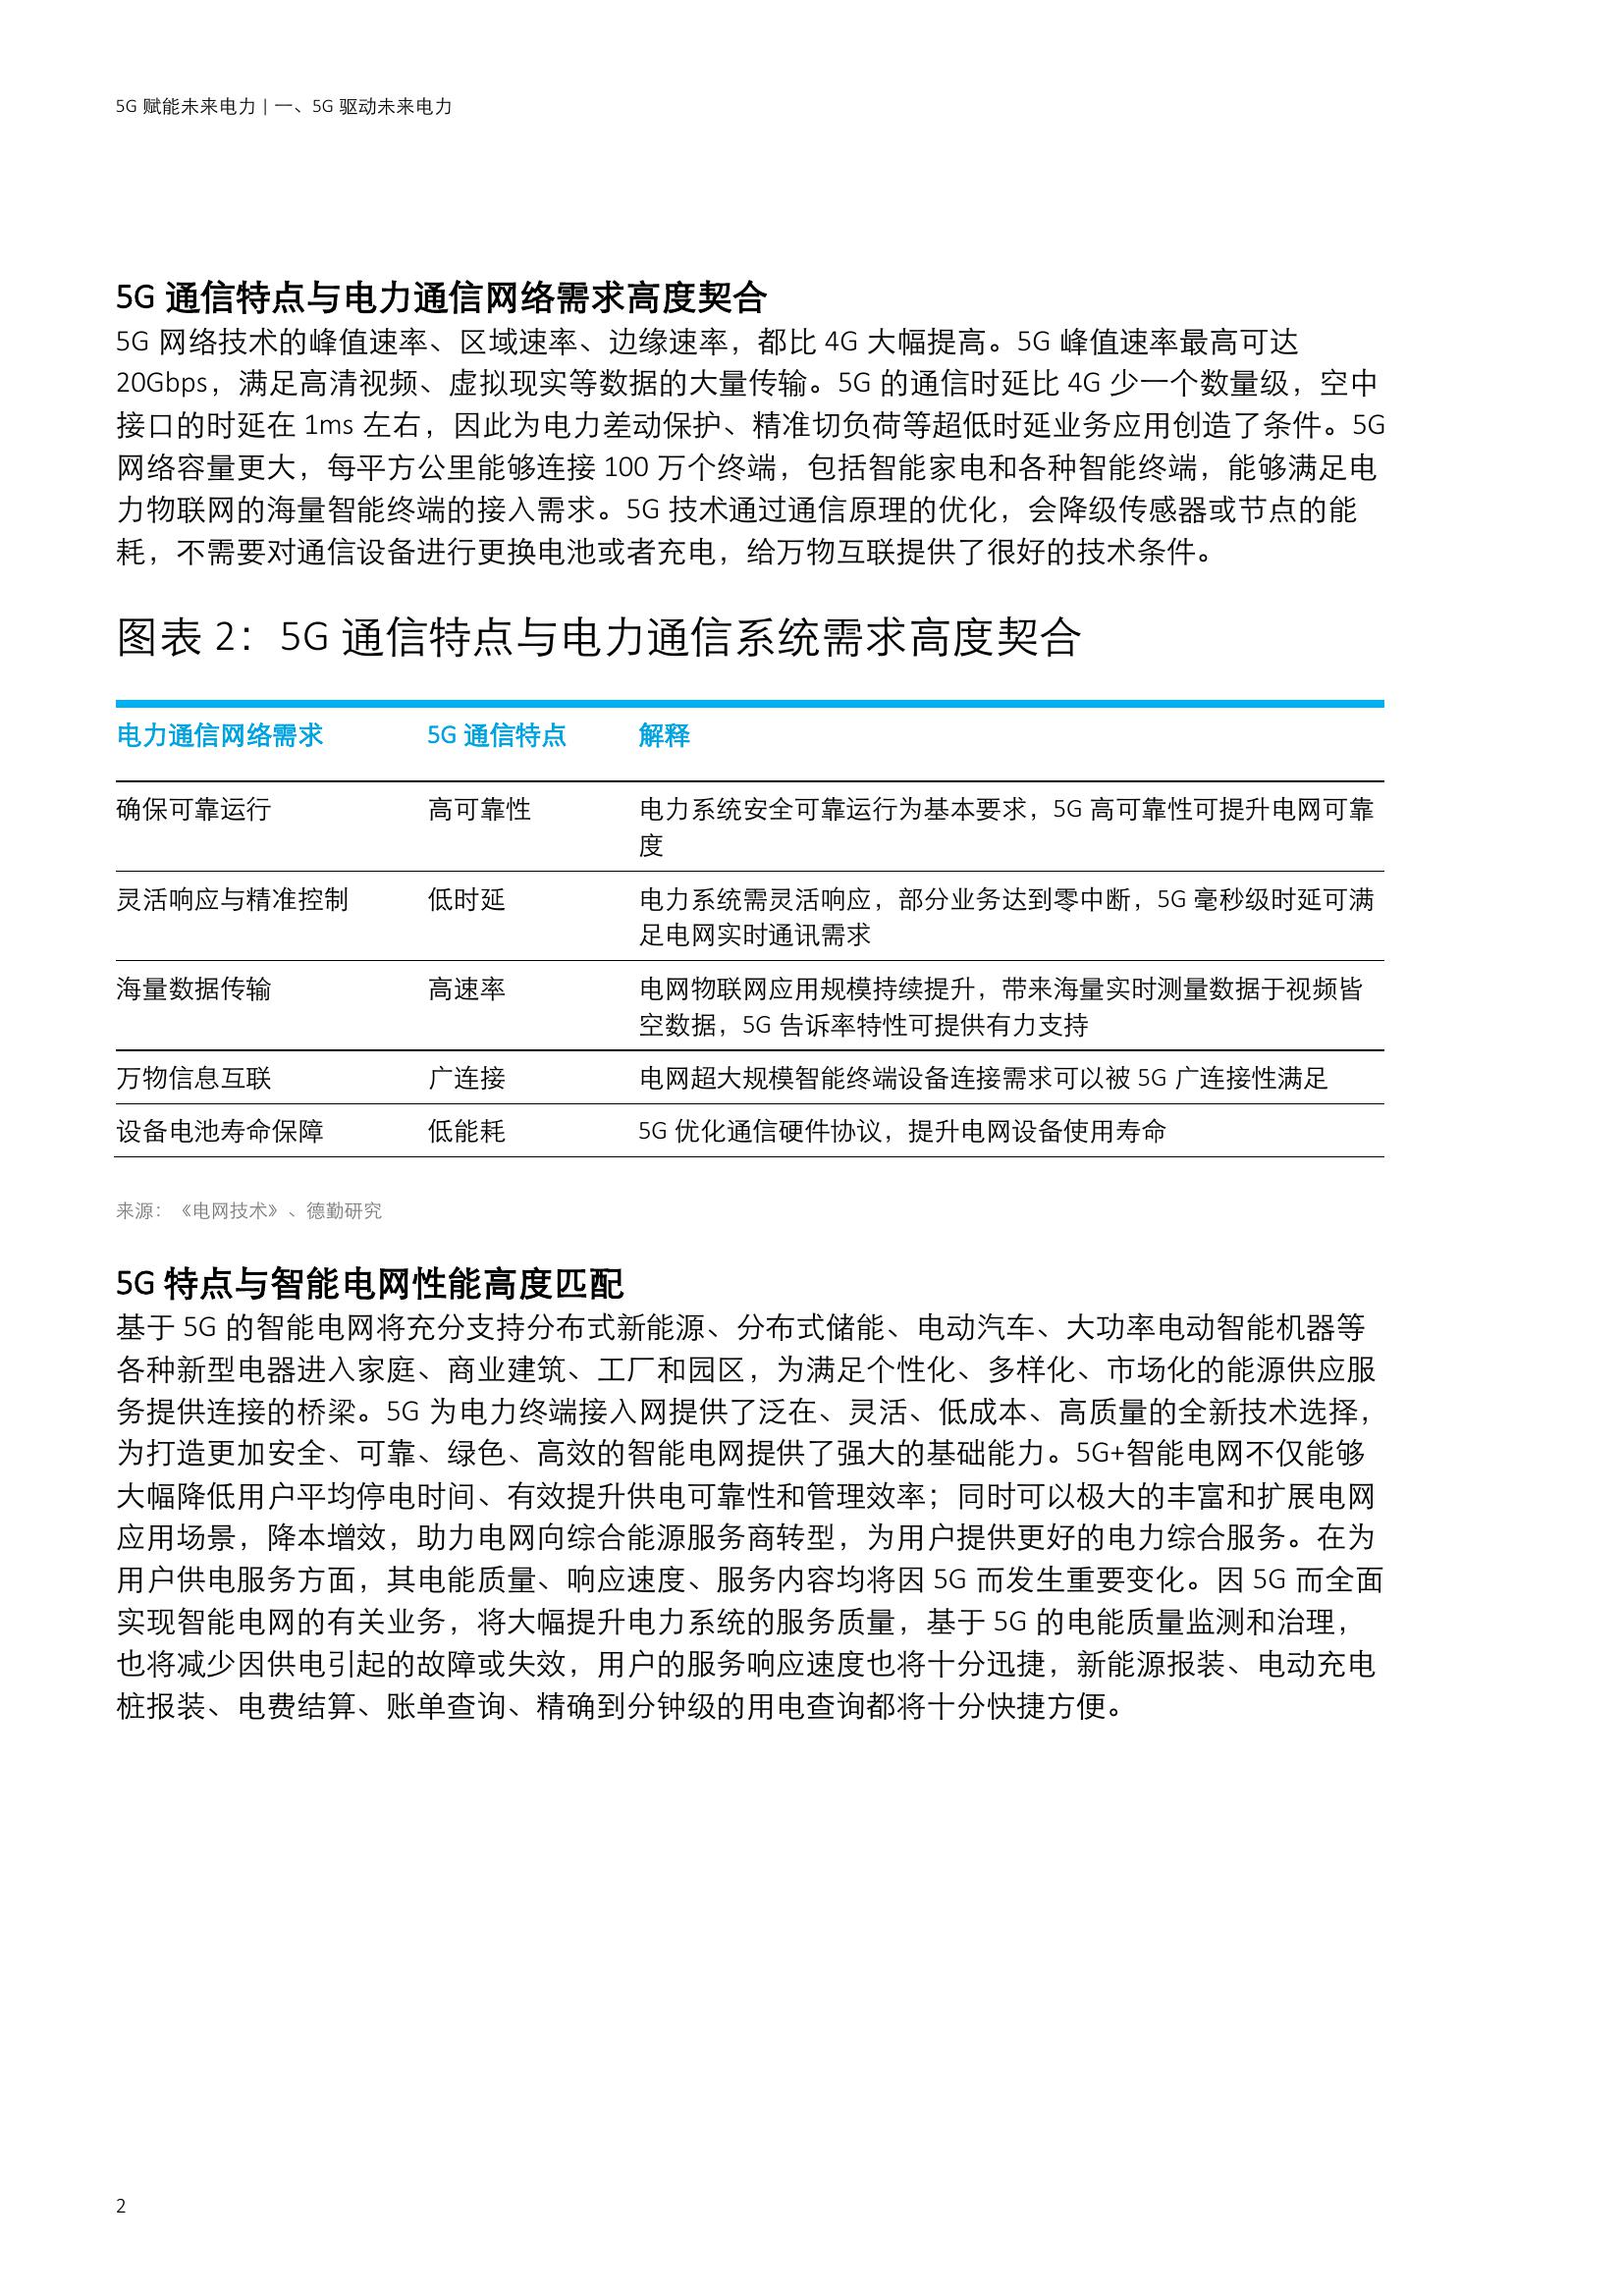 5G 赋能未来电力 | 一、5G 驱动未来电力
5G 通信特点与电力通信网络需求高度契合
5G 网络技术的峰值速率、区域速率、边缘速率，都比 4G 大幅提高。5G 峰值速率最高可达
20Gbps，满足高清视频、虚拟现实等数据的大量传输。5G 的通信时延比 4G 少一个数量级，空中
接口的时延在 1ms 左右，因此为电力差动保护、精准切负荷等超低时延业务应用创造了条件。5G
网络容量更大，每平方公里能够连接 100 万个终端，包括智能家电和各种智能终端，能够满足电
力物联网的海量智能终端的接入需求。5G 技术通过通信原理的优化，会降级传感器或节点的能
耗，不需要对通信设备进行更换电池或者充电，给万物互联提供了很好的技术条件。
图表 2：5G 通信特点与电力通信系统需求高度契合
电力通信网络需求 5G 通信特点 解释
确保可靠运行 高可靠性 电力系统安全可靠运行为基本要求，5G 高可靠性可提升电网可靠
度
灵活响应与精准控制 低时延 电力系统需灵活响应，部分业务达到零中断，5G 毫秒级时延可满
足电网实时通讯需求
海量数据传输 高速率 电网物联网应用规模持续提升，带来海量实时测量数据于视频皆
空数据，5G 告诉率特性可提供有力支持
万物信息互联 广连接 电网超大规模智能终端设备连接需求可以被 5G 广连接性满足
设备电池寿命保障 低能耗 5G 优化通信硬件协议，提升电网设备使用寿命
来源：《电网技术》、德勤研究
5G 特点与智能电网性能高度匹配
基于 5G 的智能电网将充分支持分布式新能源、分布式储能、电动汽车、大功率电动智能机器等
各种新型电器进入家庭、商业建筑、工厂和园区，为满足个性化、多样化、市场化的能源供应服
务提供连接的桥梁。5G 为电力终端接入网提供了泛在、灵活、低成本、高质量的全新技术选择，
为打造更加安全、可靠、绿色、高效的智能电网提供了强大的基础能力。5G+智能电网不仅能够
大幅降低用户平均停电时间、有效提升供电可靠性和管理效率；同时可以极大的丰富和扩展电网
应用场景，降本增效，助力电网向综合能源服务商转型，为用户提供更好的电力综合服务。在为
用户供电服务方面，其电能质量、响应速度、服务内容均将因 5G 而发生重要变化。因 5G 而全面
实现智能电网的有关业务，将大幅提升电力系统的服务质量，基于 5G 的电能质量监测和治理，
也将减少因供电引起的故障或失效，用户的服务响应速度也将十分迅捷，新能源报装、电动充电
桩报装、电费结算、账单查询、精确到分钟级的用电查询都将十分快捷方便。
2